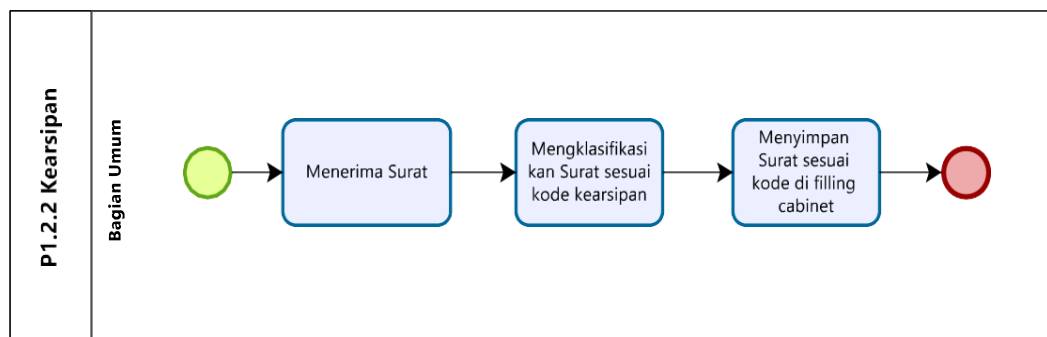 P1.2.2 Kearsipan
Bagian Umum
Menerima Surat
Mengklasifikasi
kan Surat sesuai
kode kearsipan
Menyimpan
Surat sesuai
kode di filling
cabinet